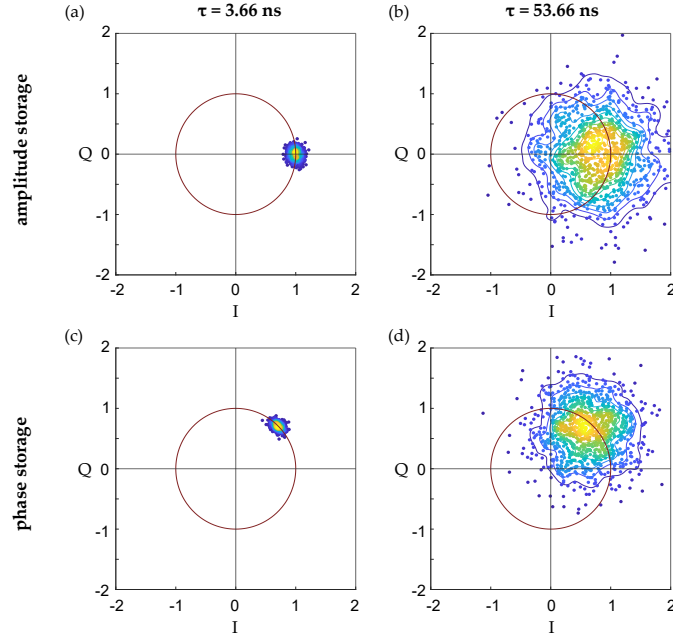 τ = 3.66 ns
τ = 53.66 ns
amplitude storage
(a)
2
1
Q 0
-1
-2
-2 -1 0 1 2
I
(b)
2
1
Q 0
-1
-2
-2 -1 0 1 2
I
phase storage
(c)
2
1
Q 0
-1
-2
-2 -1 0 1 2
I
(d)
2
1
Q 0
-1
-2
-2 -1 0 1 2
I